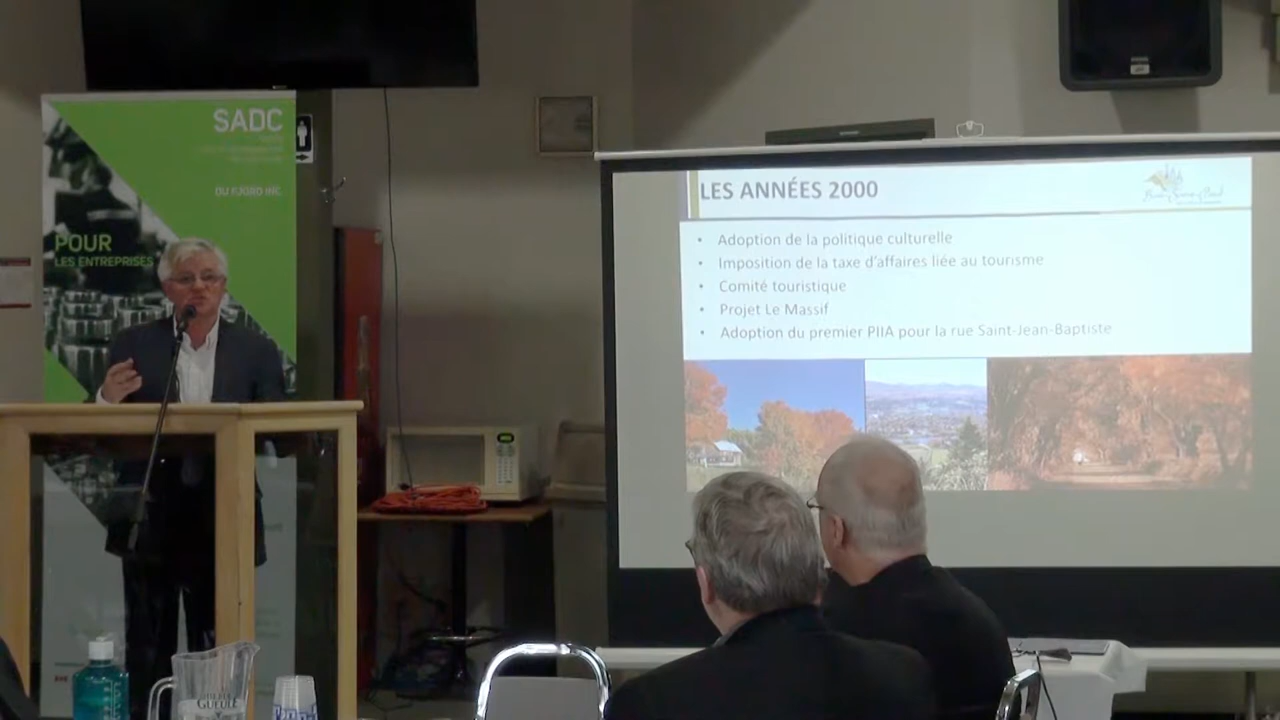 SADC
DU FJORD INC.
POUR
LES ENTREPRISES
LES ANNÉES 2000
• Adoption de la politique culturelle
• Imposition de la taxe d'affaires liée au tourisme
• Comité touristique
• Projet Le Massif
• Adoption du premier PIIA pour la rue Saint-Jean-Baptiste
GUEULE